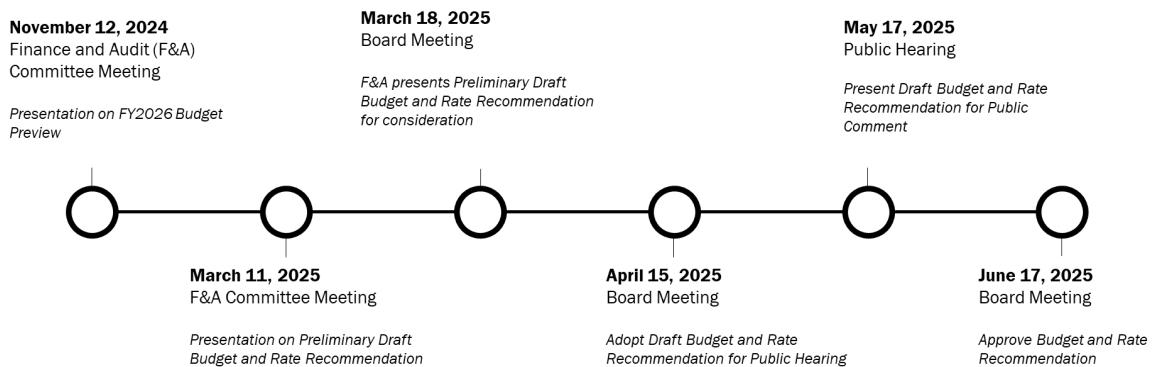 November 12, 2024
Finance and Audit (F&A)
Committee Meeting
Presentation on FY2026 Budget
Preview
March 11, 2025
F&A Committee Meeting
Presentation on Preliminary Draft
Budget and Rate Recommendation
March 18, 2025
Board Meeting
F&A presents Preliminary Draft
Budget and Rate Recommendation
for consideration
April 15, 2025
Board Meeting
Adopt Draft Budget and Rate
Recommendation for Public Hearing
May 17, 2025
Public Hearing
Present Draft Budget and Rate
Recommendation for Public
Comment
June 17, 2025
Board Meeting
Approve Budget and Rate
Recommendation